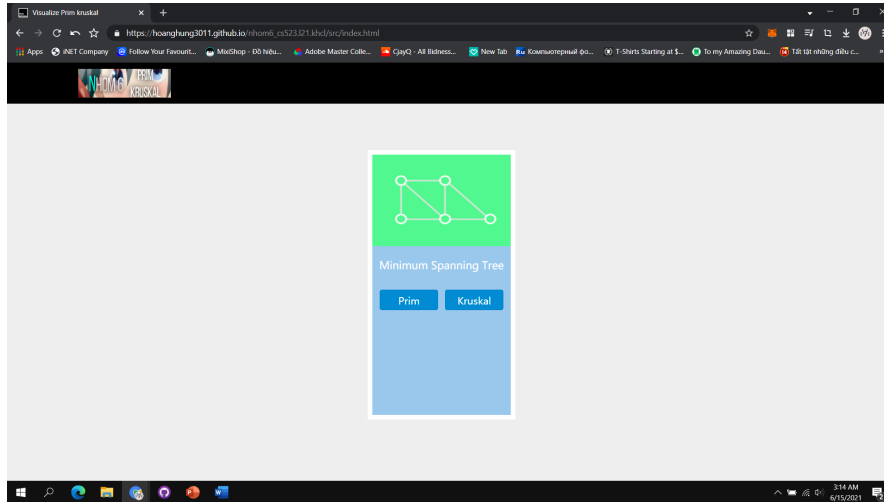 Visualize Prim kruskal
https://hoanghung3011.github.io/nhom6_cs523.l21.khcl/src/index.html
Apps
iNET Company
Follow Your Favourit...
MixiShop - Đồ hiệu...
Adobe Master Colle...
CjayQ - All Bidness...
New Tab
Компьютерный фо...
T-Shirts Starting at $...
To my Amazing Dau...
Tất tật những điều c...
NHOM 6
PRIM
KRUSKAL
Minimum Spanning Tree
Prim
Kruskal
3:14 AM
6/15/2021